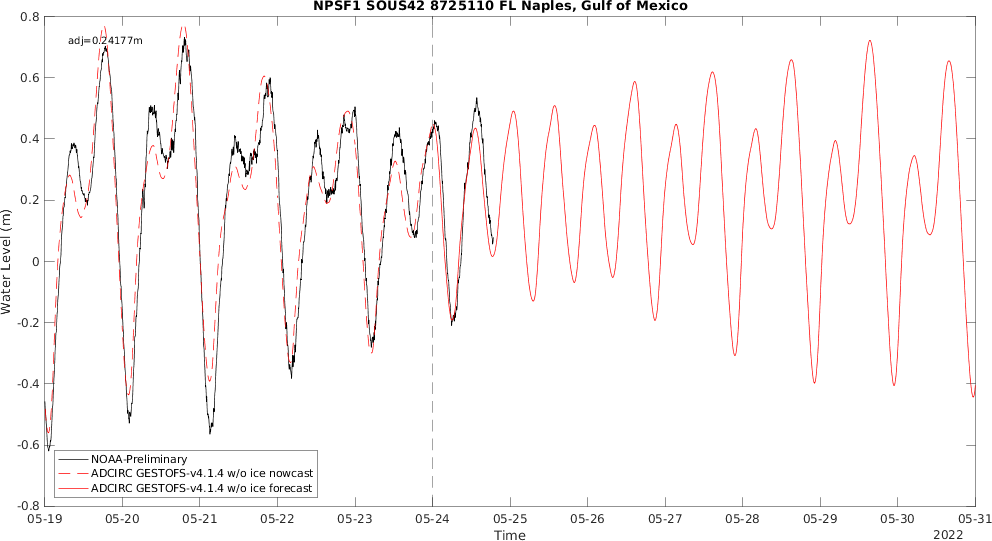 NPSF1 SOUS42 8725110 FL Naples, Gulf of Mexico
adj=0.24177m
0.8
0.6
0.4
0.2
0
-0.2
-0.4
-0.6
-0.8
Water Level (m)
NOAA-Preliminary
ADCIRC GESTOFS-v4.1.4 w/o ice nowcast
ADCIRC GESTOFS-v4.1.4 w/o ice forecast
05-19 05-20 05-21 05-22 05-23 05-24 05-25 05-26 05-27 05-28 05-29 05-30 05-31
Time
2022